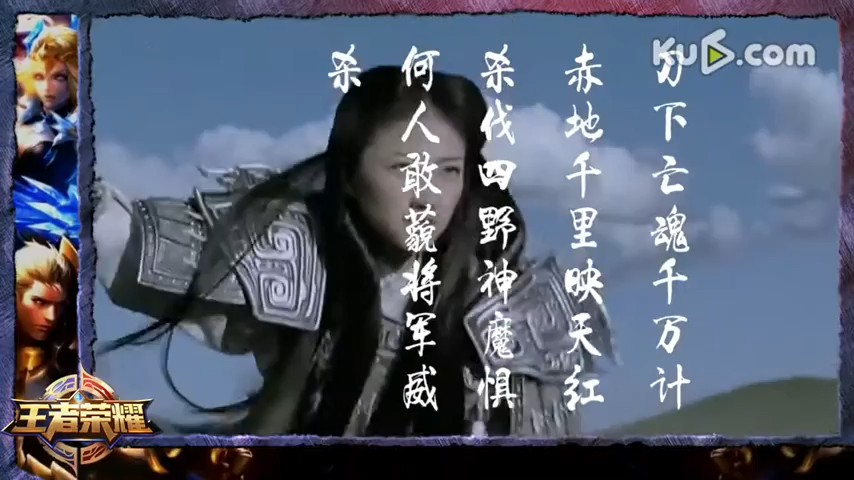 Ku6.com
刀下亡魂千万计
赤地千里映天红
杀伐四野神魔惧
何人敢藐将军威
杀
王者荣耀